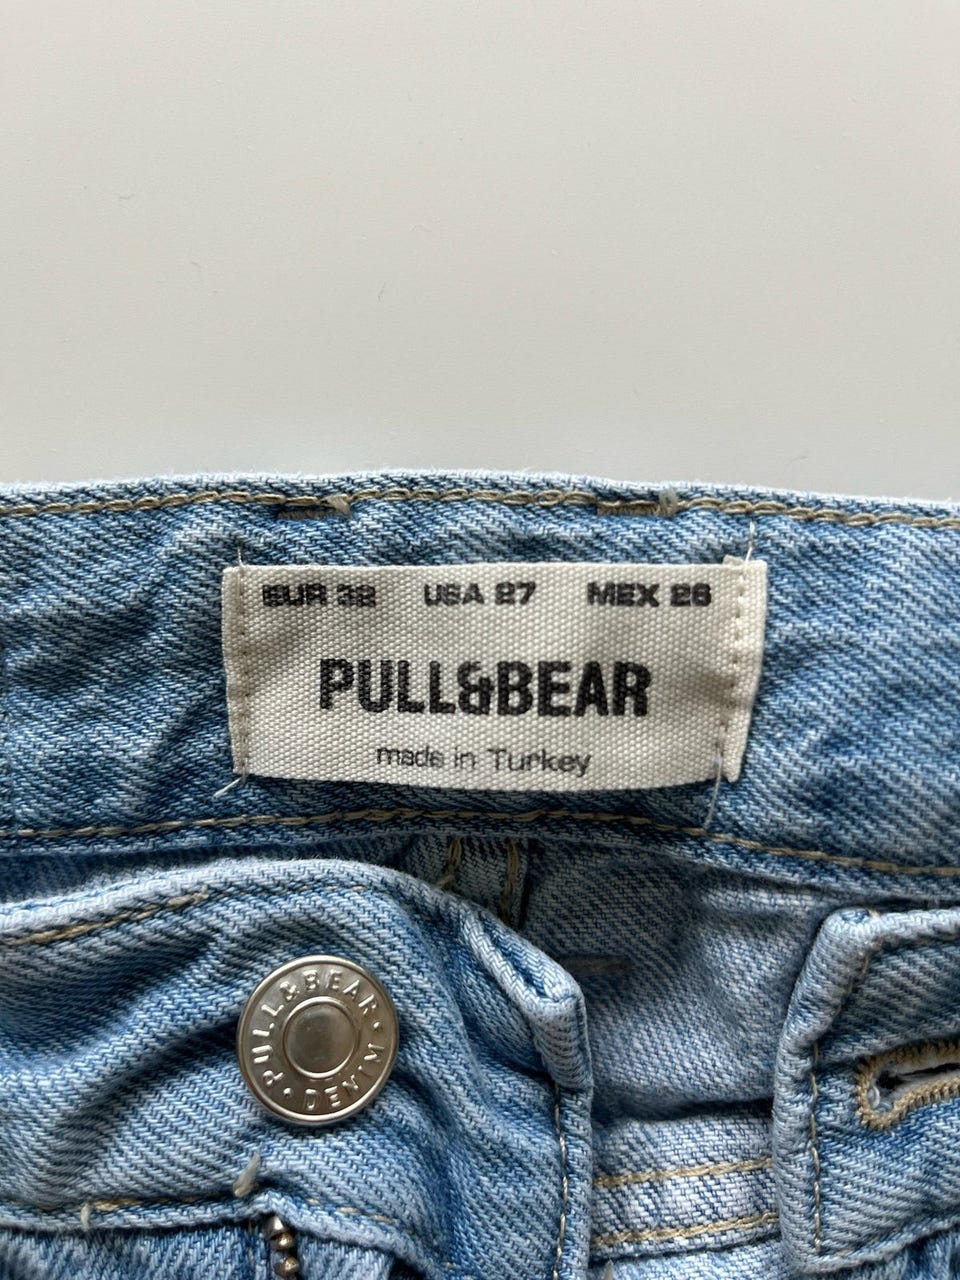 EUR 32 USA 27 MEX 26
PULL&BEAR
made in Turkey
PULL&BEAR • DENIM •